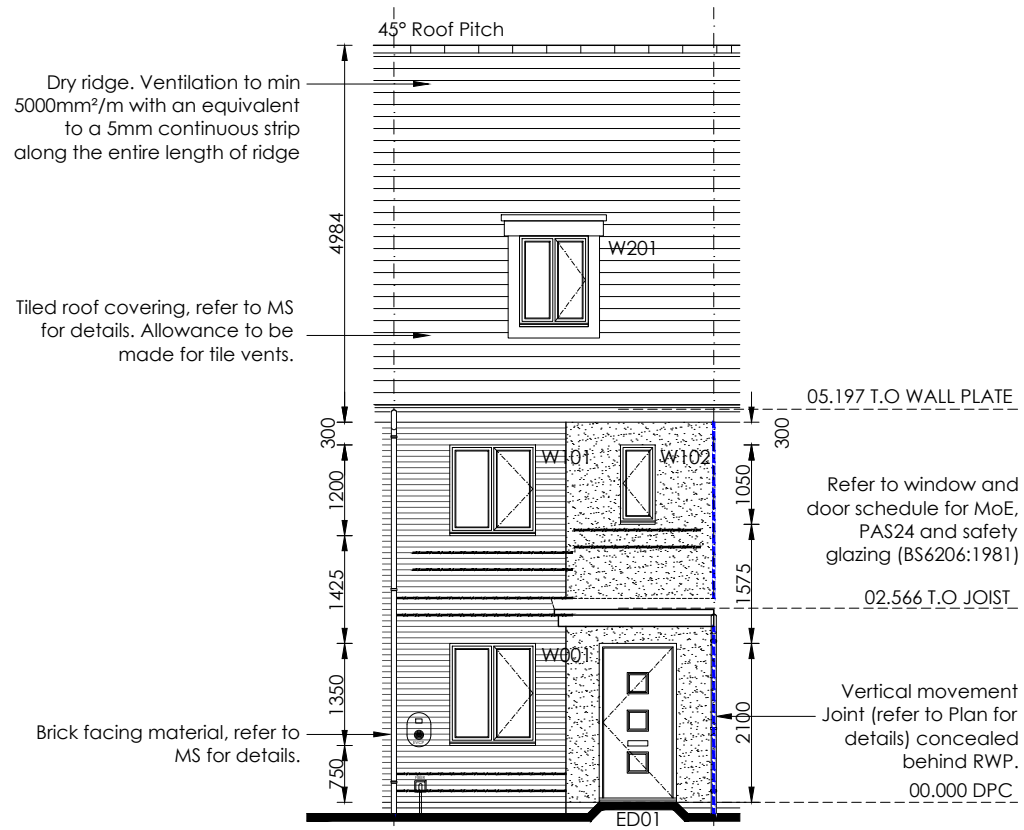 45° Roof Pitch
Dry ridge. Ventilation to min
5000mm²/m with an equivalent
to a 5mm continuous strip
along the entire length of ridge
4984
W201
Tiled roof covering, refer to MS
for details. Allowance to be
made for tile vents.
05.197 T.O WALL PLATE
300
300
W101
W102
1200
1050
Refer to window and
door schedule for MoE,
PAS24 and safety
glazing (BS6206:1981)
1425
1575
02.566 T.O JOIST
W001
1350
2100
Vertical movement
Joint (refer to Plan for
details) concealed
behind RWP.
Brick facing material, refer to
MS for details.
750
00.000 DPC
ED01